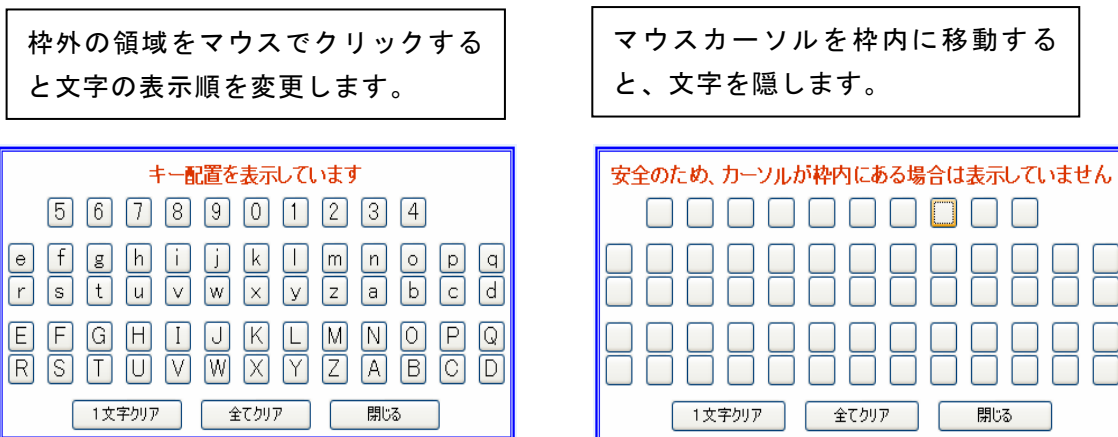 枠外の領域をマウスでクリックする
と文字の表示順を変更します。
キー配置を表示しています
5 6 7 8 9 0 1 2 3 4
e f g h i j k l m n o p q
r s t u v w x y z a b c d
E F G H I J K L M N O P Q
R S T U V W X Y Z A B C D
1文字クリア 全てクリア 閉じる
マウスカーソルを枠内に移動する
と、文字を隠します。
安全のため、カーソルが枠内にある場合は表示していません
1文字クリア 全てクリア 閉じる